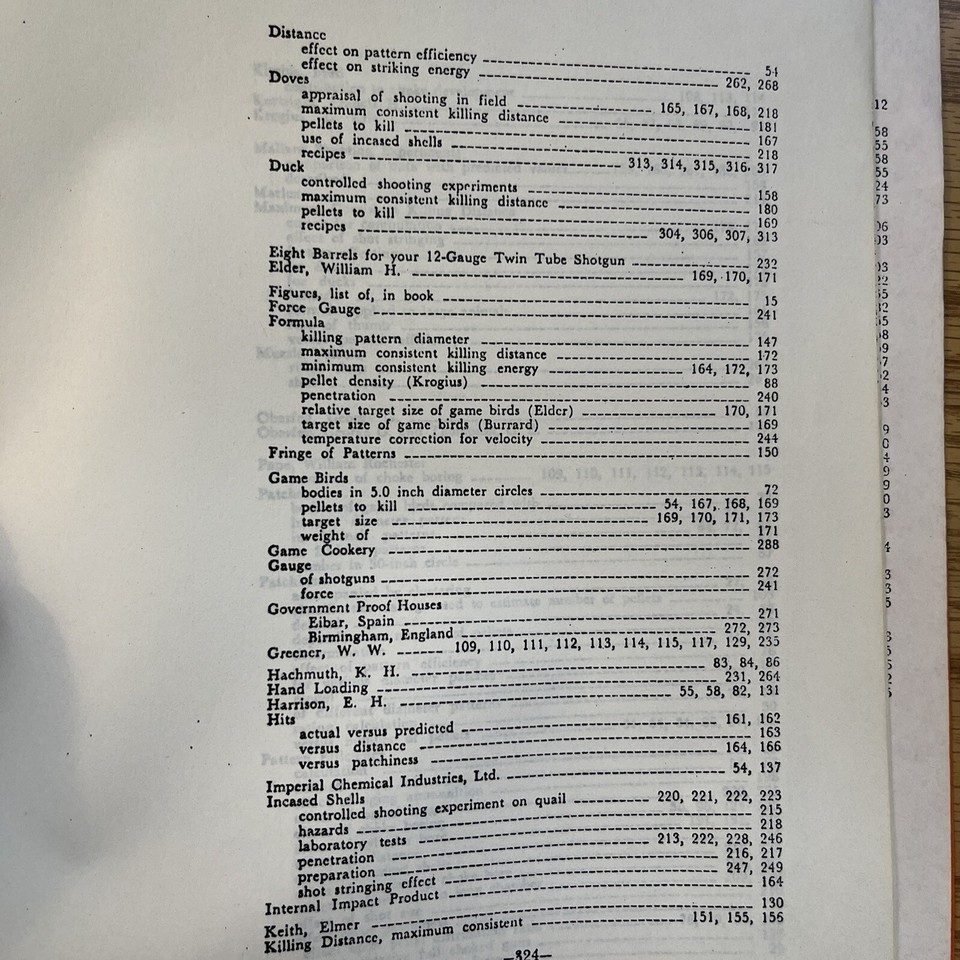 Distance
effect on pattern efficiency ---------- 54
effect on striking energy ---------- 262, 268
Doves
appraisal of shooting in field ---------- 165, 167, 168, 218
maximum consistent killing distance ---------- 181
pellets to kill ---------- 167
use of incased shells ---------- 218
recipes ---------- 313, 314, 315, 316, 317
Duck
controlled shooting experiments ---------- 158
maximum consistent killing distance ---------- 180
pellets to kill ---------- 169
recipes ---------- 304, 306, 307, 313
Eight Barrels for your 12-Gauge Twin Tube Shotgun ---------- 232
Elder, William H. ---------- 169, 170, 171
Figures, list of, in book ---------- 15
Force Gauge ---------- 241
Formula
killing pattern diameter ---------- 147
maximum consistent killing distance ---------- 172
minimum consistent killing energy ---------- 164, 172, 173
pellet density (Krogius) ---------- 88
penetration ---------- 240
relative target size of game birds (Elder) ---------- 170, 171
target size of game birds (Burrard) ---------- 169
temperature correction for velocity ---------- 244
Fringe of Patterns ---------- 150
Game Birds
bodies in 5.0 inch diameter circles ---------- 72
pellets to kill ---------- 54, 167, 168, 169
target size ---------- 169, 170, 171, 173
weight of ---------- 171
Game Cookery ---------- 288
Gauge
of shotguns ---------- 272
force ---------- 241
Government Proof Houses
Eibar, Spain ---------- 271
Birmingham, England ---------- 272, 273
Greener, W. W. ------ 109, 110, 111, 112, 113, 114, 115, 117, 129, 235
Hachmuth, K. H. ---------- 83, 84, 86
Hand Loading ---------- 231, 264
Harrison, E. H. ---------- 55, 58, 82, 131
Hits
actual versus predicted ---------- 161, 162
versus distance ---------- 163
versus patchiness ---------- 164, 166
Imperial Chemical Industries, Ltd. ---------- 54, 137
Incased Shells
controlled shooting experiment on quail ---------- 220, 221, 222, 223
hazards ---------- 215
laboratory tests ---------- 218
penetration ---------- 213, 222, 228, 246
preparation ---------- 216, 217
shot stringing effect ---------- 247, 249
Internal Impact Product ---------- 164
Keith, Elmer ---------- 130
Killing Distance, maximum consistent ---------- 151, 155, 156
—324—